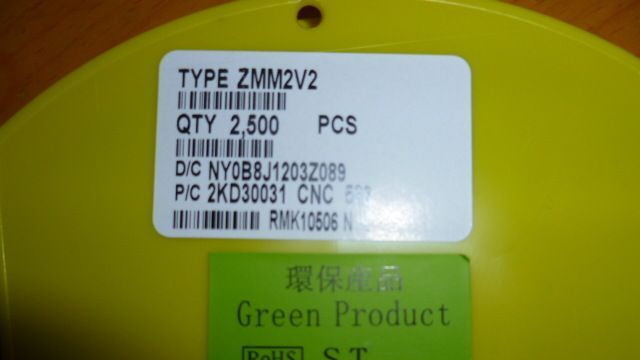 TYPE ZMM2V2
QTY 2,500 PCS
D/C NY0B8J1203Z089
P/C 2KD30031 CNC
RMK10506 N
環保產品
Green Product
RoHS S.T